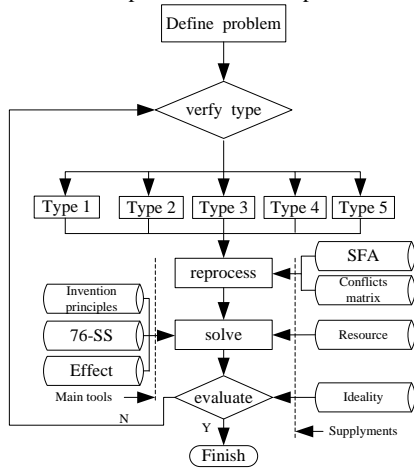 Define problem
verfy type
Type 1
Type 2
Type 3
Type 4
Type 5
reprocess
SFA
Conflicts
matrix
Invention
principles
76-SS
solve
Resource
Effect
evaluate
Ideality
Main tools
N
Y
Supplyments
Finish